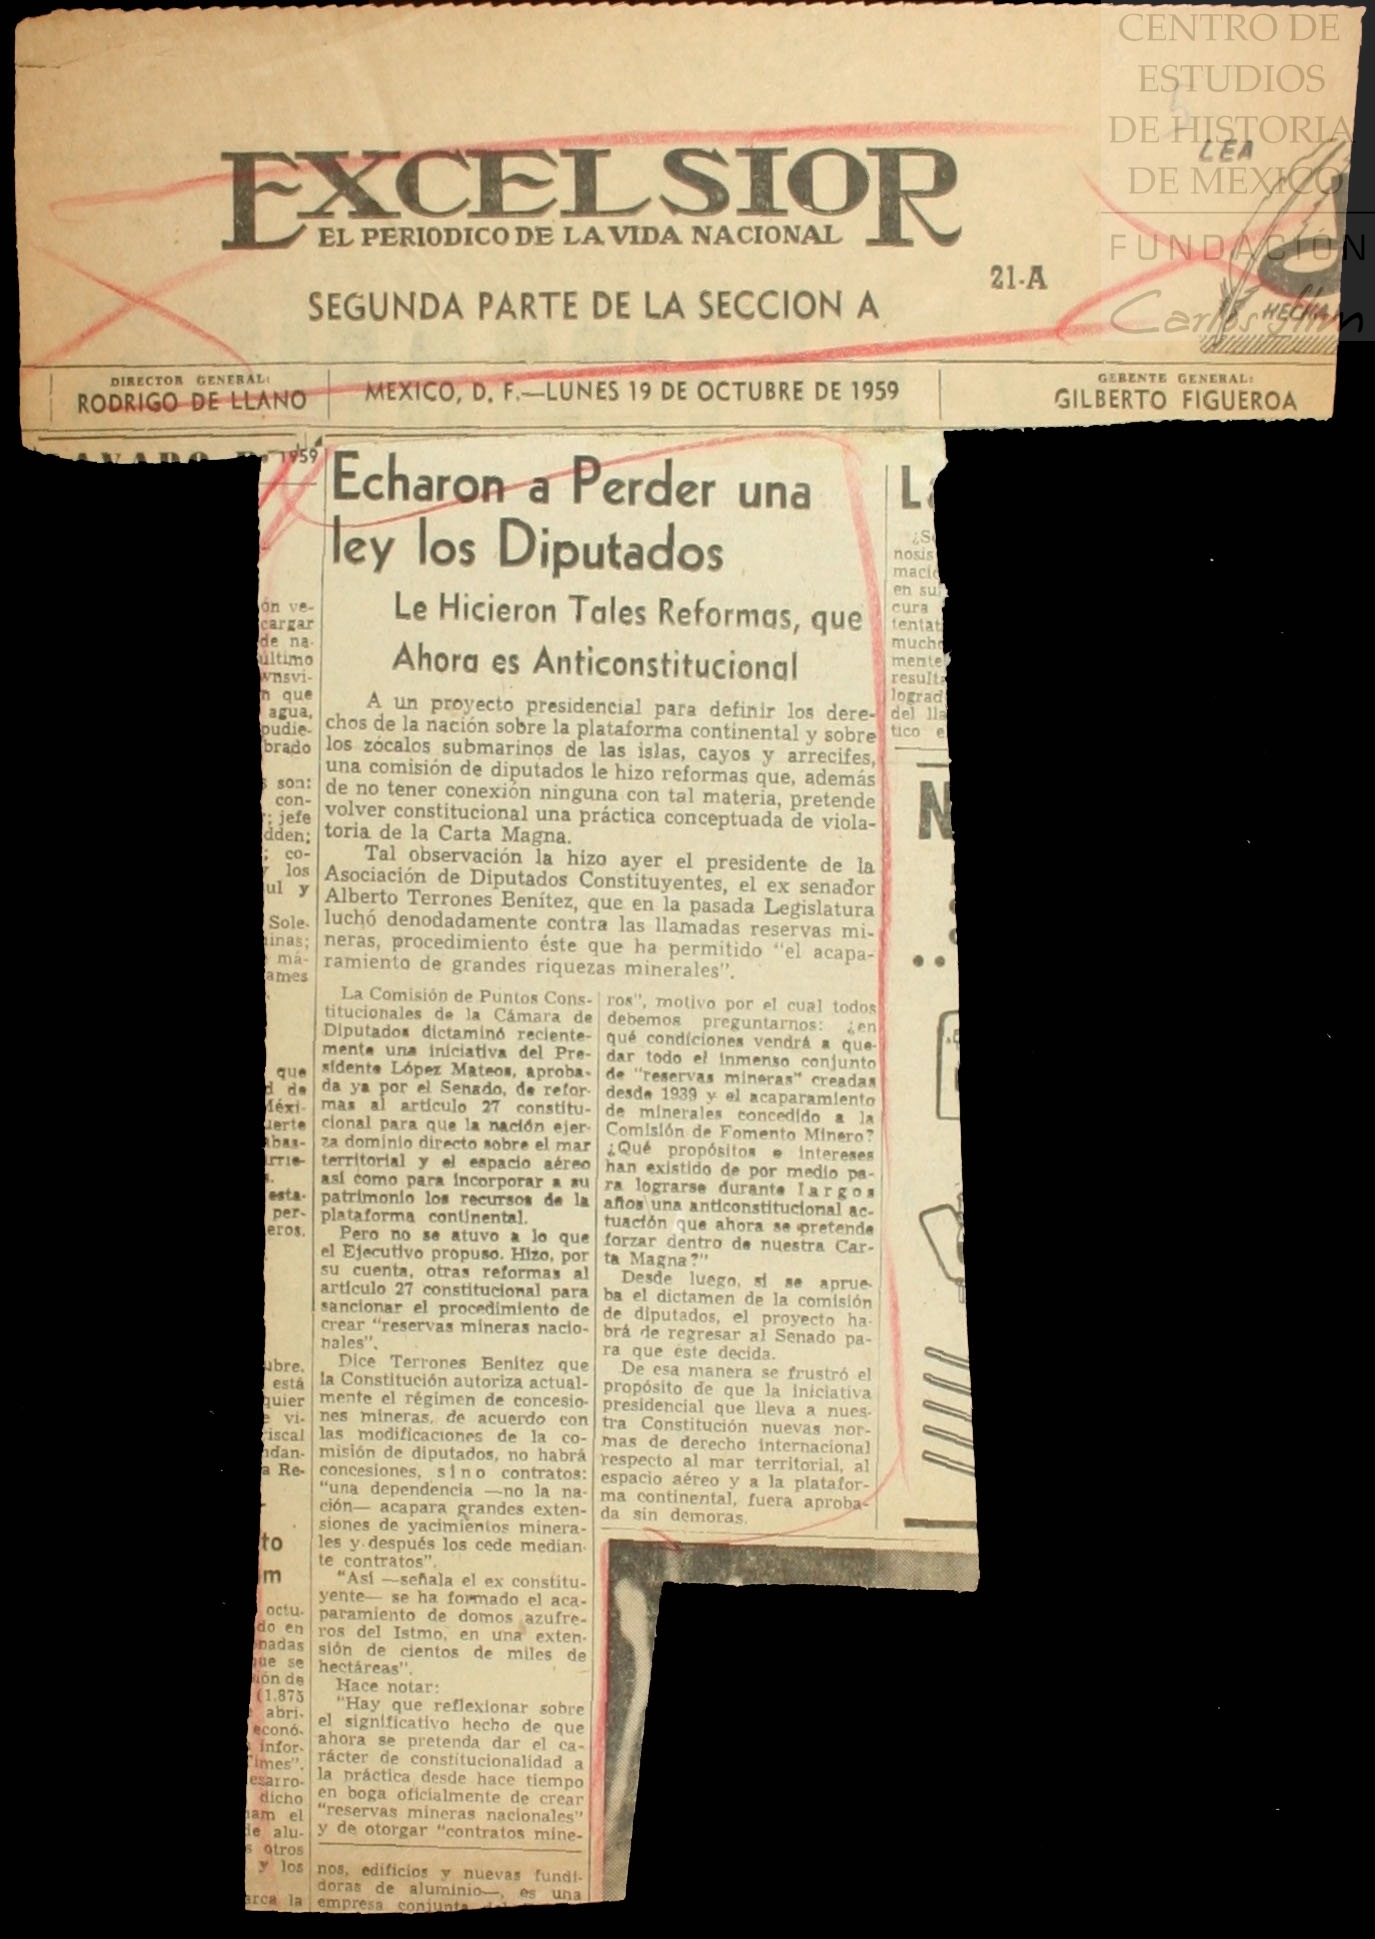 CENTRO DE
ESTUDIOS
DE HISTORIA
DE MEXICO
FUNDACIÓN
Carlos Slim
LEA
HECHA
EXCELSIOR
EL PERIODICO DE LA VIDA NACIONAL
21-A
SEGUNDA PARTE DE LA SECCION A
DIRECTOR GENERAL:
RODRIGO DE LLANO
MEXICO, D. F.—LUNES 19 DE OCTUBRE DE 1959
GERENTE GENERAL:
GILBERTO FIGUEROA
1959
Echaron a Perder una
ley los Diputados
Le Hicieron Tales Reformas, que
Ahora es Anticonstitucional
A un proyecto presidencial para definir los dere-
chos de la nación sobre la plataforma continental y sobre
los zócalos submarinos de las islas, cayos y arrecifes,
una comisión de diputados le hizo reformas que, además
de no tener conexión ninguna con tal materia, pretende
volver constitucional una práctica conceptuada de viola-
toria de la Carta Magna.
Tal observación la hizo ayer el presidente de la
Asociación de Diputados Constituyentes, el ex senador
Alberto Terrones Benítez, que en la pasada Legislatura
luchó denodadamente contra las llamadas reservas mi-
neras, procedimiento éste que ha permitido "el acapa-
ramiento de grandes riquezas minerales".
La Comisión de Puntos Cons-
titucionales de la Cámara de
Diputados dictaminó reciente-
mente una iniciativa del Pre-
sidente López Mateos, aproba-
da ya por el Senado, de refor-
mas al artículo 27 constitu-
cional para que la nación ejer-
za dominio directo sobre el mar
territorial y el espacio aéreo
así como para incorporar a su
patrimonio los recursos de la
plataforma continental.
Pero no se atuvo a lo que
el Ejecutivo propuso. Hizo, por
su cuenta, otras reformas al
artículo 27 constitucional para
sancionar el procedimiento de
crear "reservas mineras nacio-
nales".
Dice Terrones Benítez que
la Constitución autoriza actual-
mente el régimen de concesio-
nes mineras, de acuerdo con
las modificaciones de la co-
misión de diputados, no habrá
concesiones, sino contratos:
"una dependencia —no la na-
ción— acapara grandes exten-
siones de yacimientos minera-
les y después los cede median-
te contratos".
"Así —señala el ex constitu-
yente— se ha formado el aca-
paramiento de domos azufre-
ros del Istmo, en una exten-
sión de cientos de miles de
hectáreas".
Hace notar:
"Hay que reflexionar sobre
el significativo hecho de que
ahora se pretenda dar el ca-
rácter de constitucionalidad a
la práctica desde hace tiempo
en boga oficialmente de crear
"reservas mineras nacionales"
y de otorgar "contratos mine-
ros", motivo por el cual todos
debemos preguntarnos: ¿en
qué condiciones vendrá a que-
dar todo el inmenso conjunto
de "reservas mineras" creadas
desde 1939 y el acaparamiento
de minerales concedido a la
Comisión de Fomento Minero?
¿Qué propósitos e intereses
han existido de por medio pa-
ra lograrse durante largos
años una anticonstitucional ac-
tuación que ahora se pretende
forzar dentro de nuestra Car-
ta Magna?"
Desde luego, si se aprue-
ba el dictamen de la comisión
de diputados, el proyecto ha-
brá de regresar al Senado pa-
ra que éste decida.
De esa manera se frustró el
propósito de que la iniciativa
presidencial que lleva a nues-
tra Constitución nuevas nor-
mas de derecho internacional
respecto al mar territorial, al
espacio aéreo y a la platafor-
ma continental, fuera aproba-
da sin demoras.
nos, edificios y nuevas fundi-
doras de aluminio—, es una
empresa conjunta